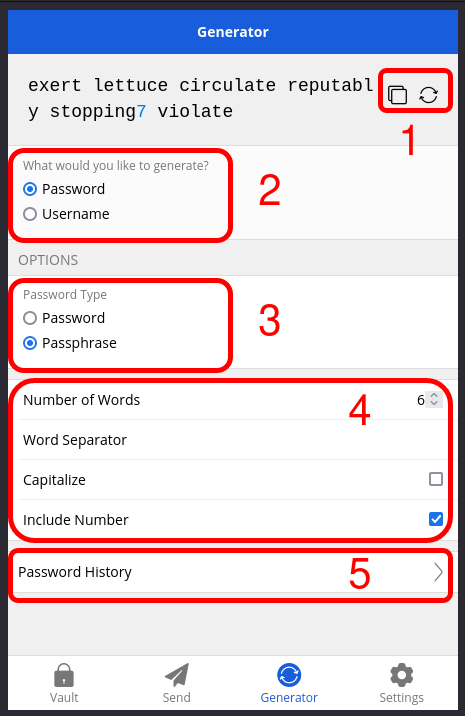 Generator
exert lettuce circulate reputabl
y stopping7 violate
1
What would you like to generate?
Password
Username
2
OPTIONS
Password Type
Password
Passphrase
3
Number of Words 6
4
Word Separator
Capitalize
Include Number
Password History
5
Vault Send Generator Settings